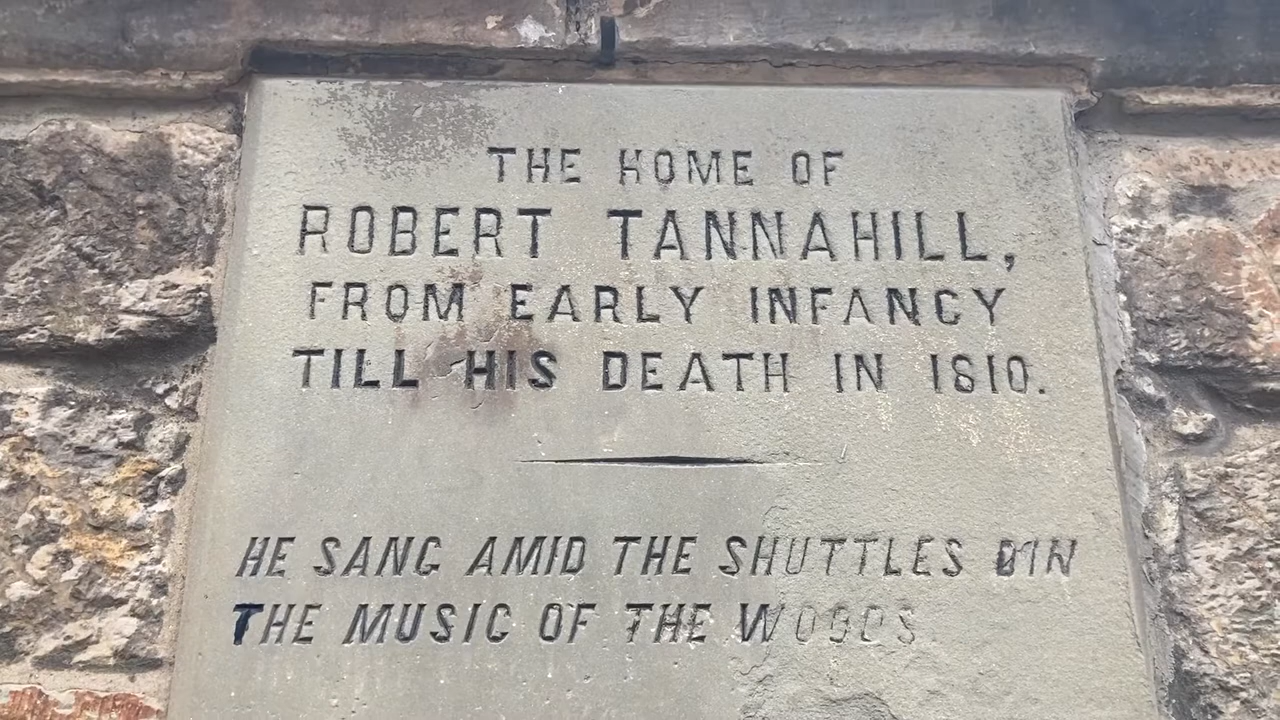 THE HOME OF
ROBERT TANNAHILL,
FROM EARLY INFANCY
TILL HIS DEATH IN 1810.
HE SANG AMID THE SHUTTLES DIN
THE MUSIC OF THE WOODS.